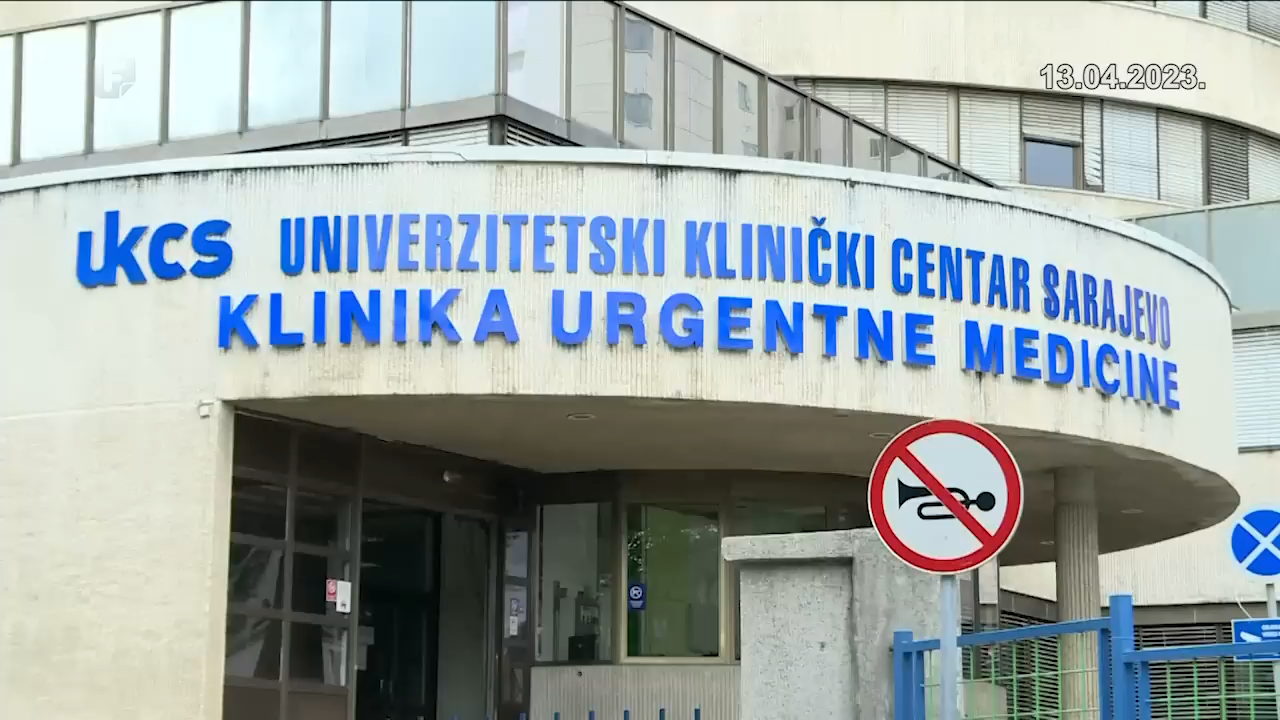 13.04.2023.
ukcs UNIVERZITETSKI KLINIČKI CENTAR SARAJEVO
KLINIKA URGENTNE MEDICINE